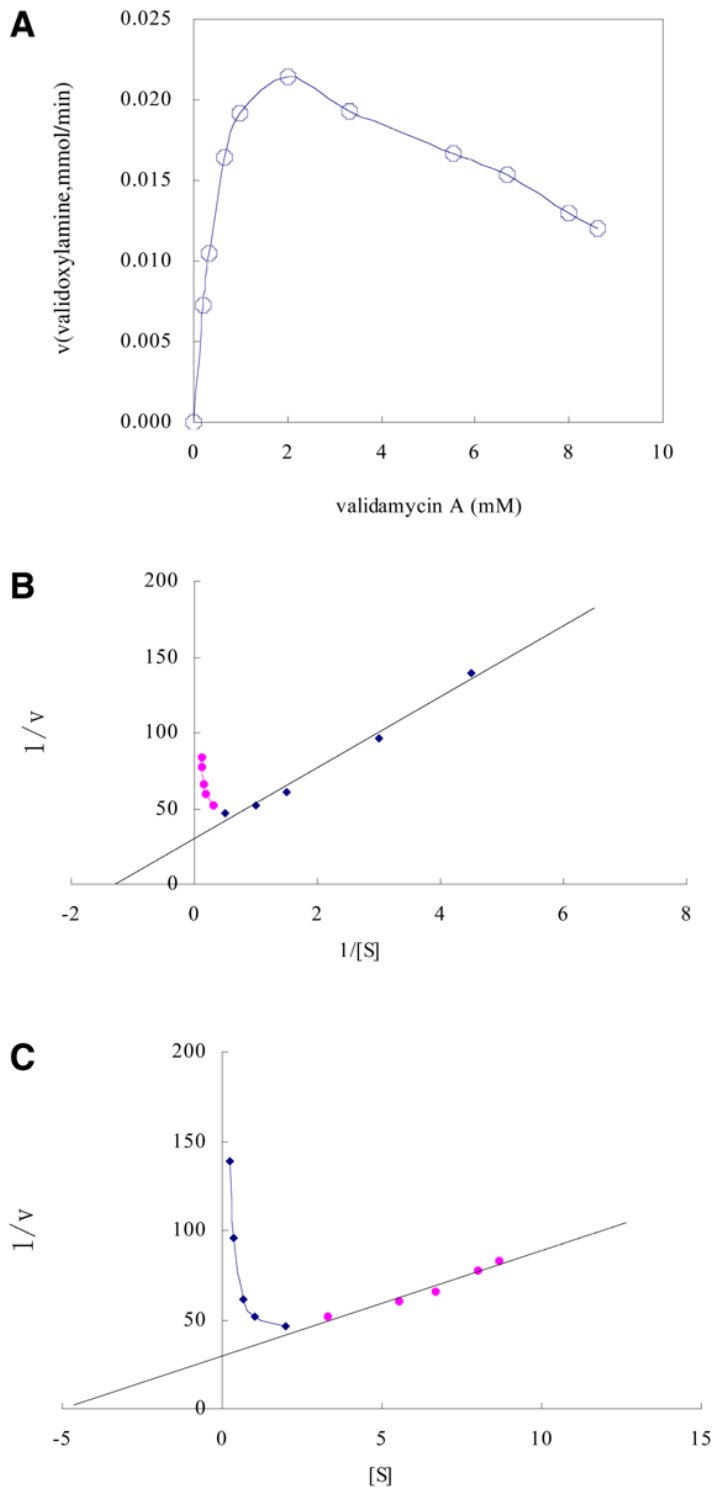 A
v(validoxylamine,mmol/min)
0.025
0.020
0.015
0.010
0.005
0.000
0 2 4 6 8 10
validamycin A (mM)
B
1/v
200
150
100
50
0
-2 0 2 4 6 8
1/[S]
C
1/v
200
150
100
50
0
-5 0 5 10 15
[S]